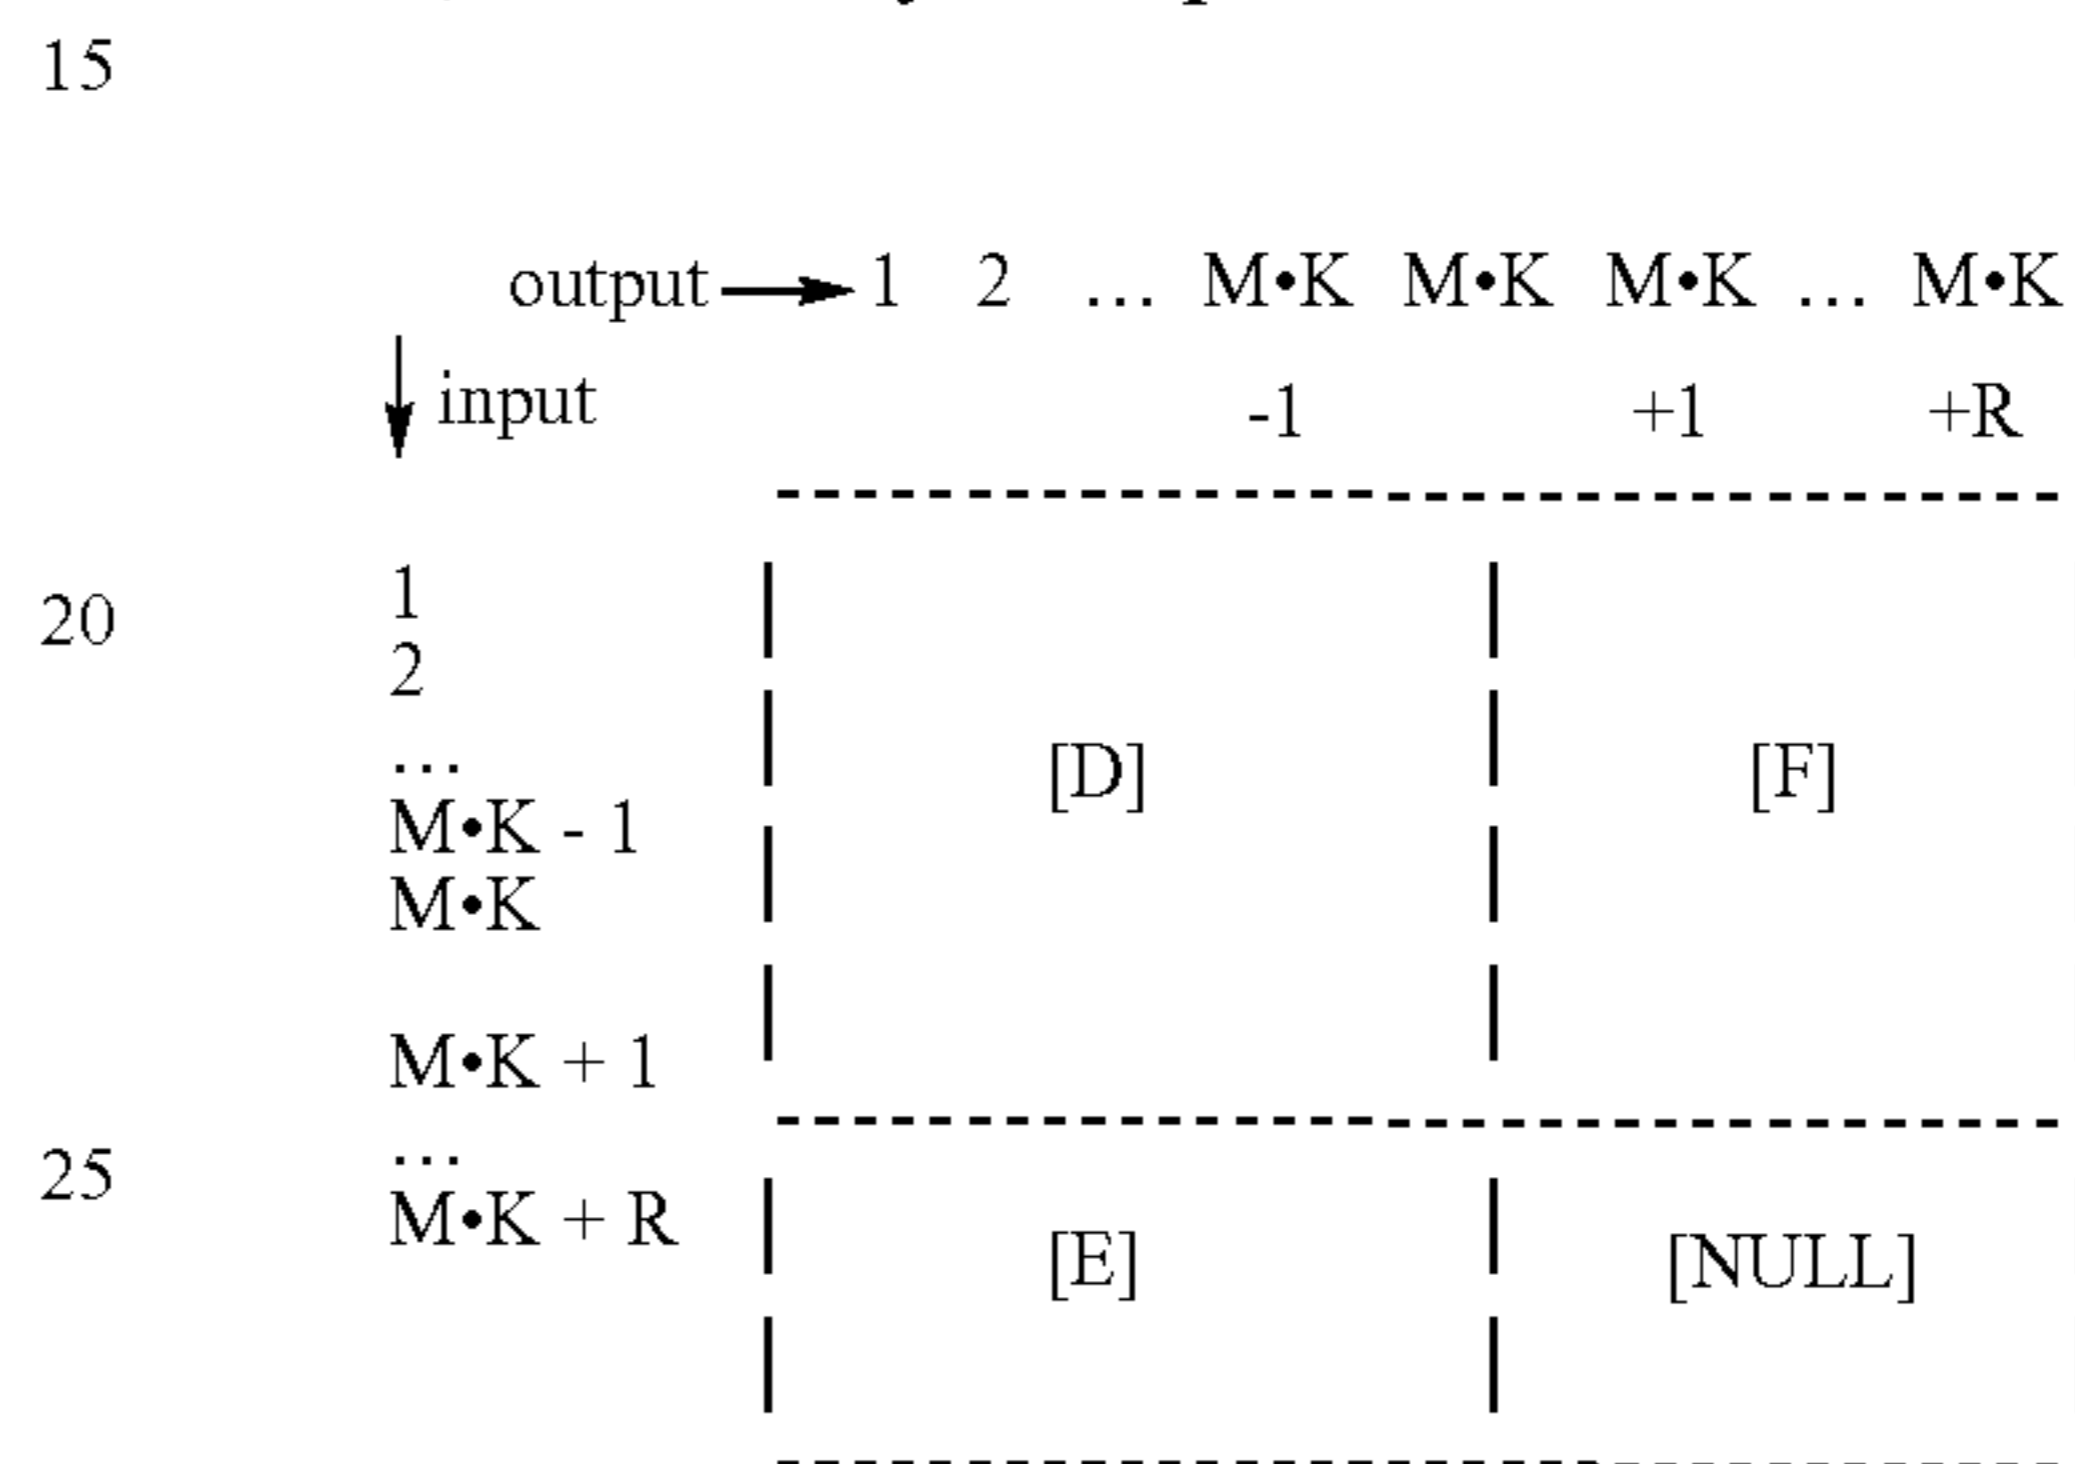 15
output 1 2 ... M•K M•K M•K ... M•K
input -1 +1 +R
1
20
2
... [D] [F]
M•K - 1
M•K
M•K + 1
...
25
M•K + R
[E] [NULL]